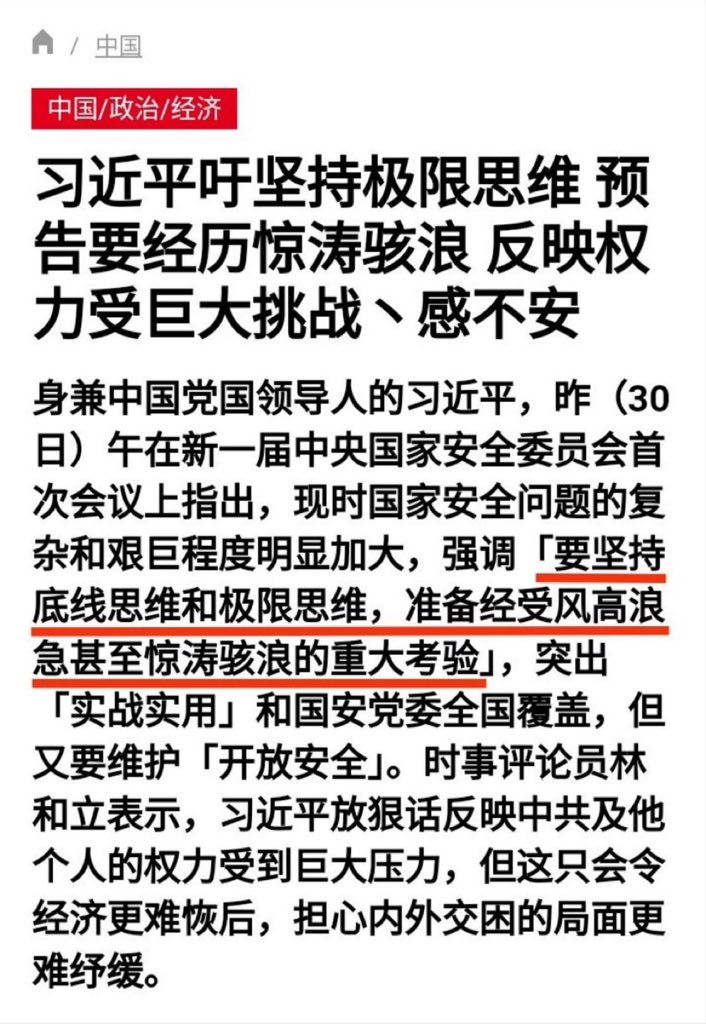 / 中国
中国/政治/经济
习近平吁坚持极限思维 预
告要经历惊涛骇浪 反映权
力受巨大挑战丶感不安
身兼中国党国领导人的习近平，昨（30
日）午在新一届中央国家安全委员会首
次会议上指出，现时国家安全问题的复
杂和艰巨程度明显加大，强调「要坚持
底线思维和极限思维，准备经受风高浪
急甚至惊涛骇浪的重大考验」，突出
「实战实用」和国安党委全国覆盖，但
又要维护「开放安全」。时事评论员林
和立表示，习近平放狠话反映中共及他
个人的权力受到巨大压力，但这只会令
经济更难恢后，担心内外交困的局面更
难纾缓。